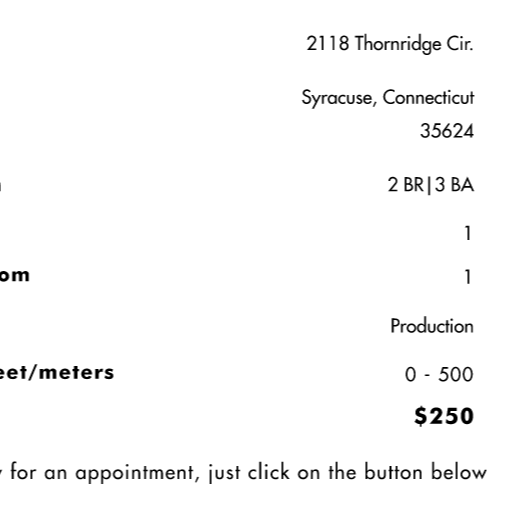 2118 Thornridge Cir.
Syracuse, Connecticut
35624
2 BR|3 BA
1
om 1
Production
eet/meters 0 - 500
$250
for an appointment, just click on the button below